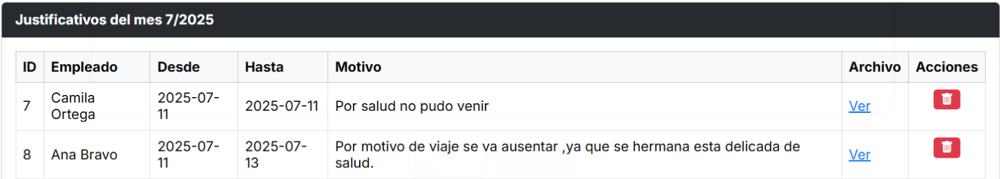 Justificativos del mes 7/2025
ID Empleado Desde Hasta Motivo Archivo Acciones
7 Camila Ortega 2025-07-11 2025-07-11 Por salud no pudo venir Ver
8 Ana Bravo 2025-07-11 2025-07-13 Por motivo de viaje se va ausentar ,ya que se hermana esta delicada de salud. Ver